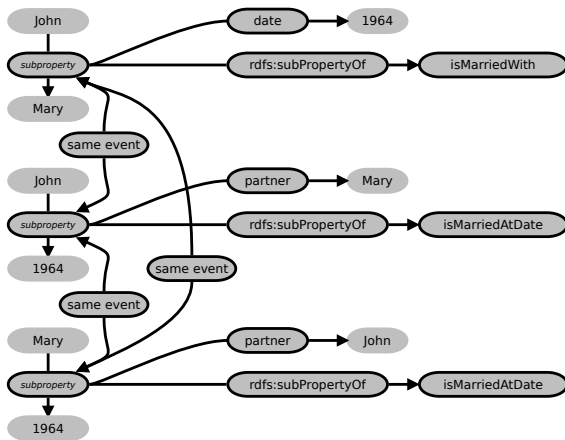 John
date
1964
subproperty
rdfs:subPropertyOf
isMarriedWith
Mary
same event
John
partner
Mary
subproperty
rdfs:subPropertyOf
isMarriedAtDate
1964
same event
same event
Mary
partner
John
subproperty
rdfs:subPropertyOf
isMarriedAtDate
1964